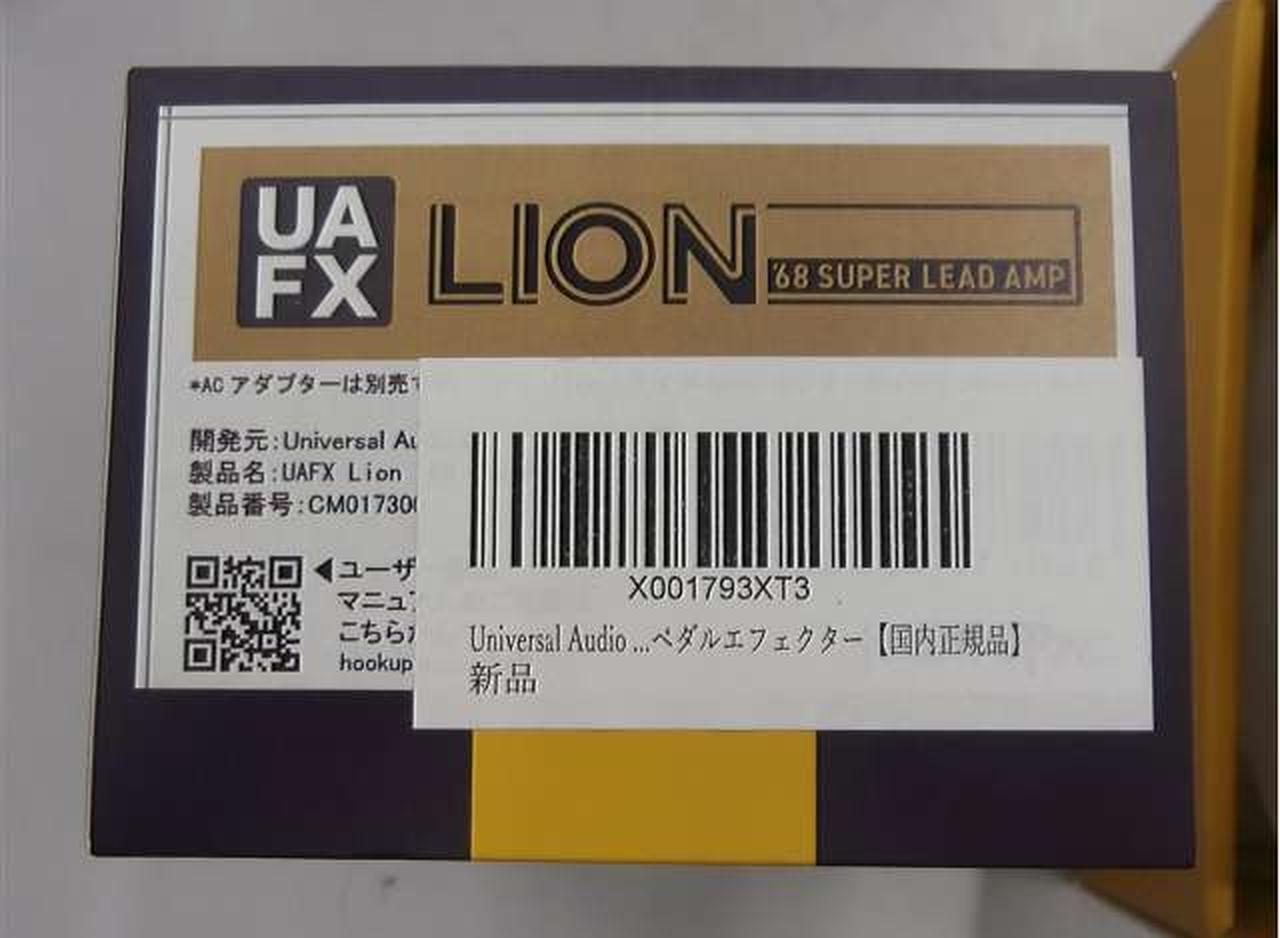 UA
FX
LION
'68 SUPER LEAD AMP
*AC アダプターは別売
開発元:Universal Au
製品名:UAFX Lion
製品番号:CM01730
◀ユーザ
マニュ
こちら
hookup
X001793XT3
Universal Audio ...ペダルエフェクター【国内正規品】
新品